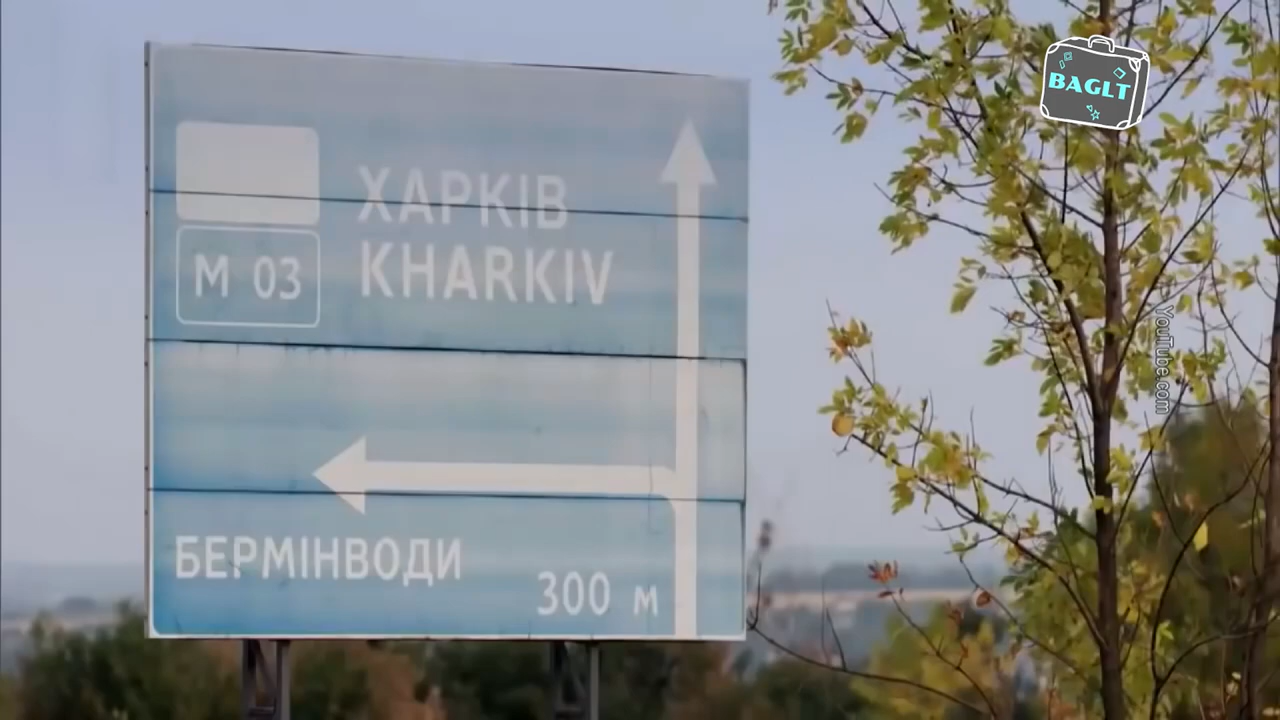 ХАРКІВ
KHARKIV
М 03
БЕРМІНВОДИ
300 м
BAGLT
YouTube.com